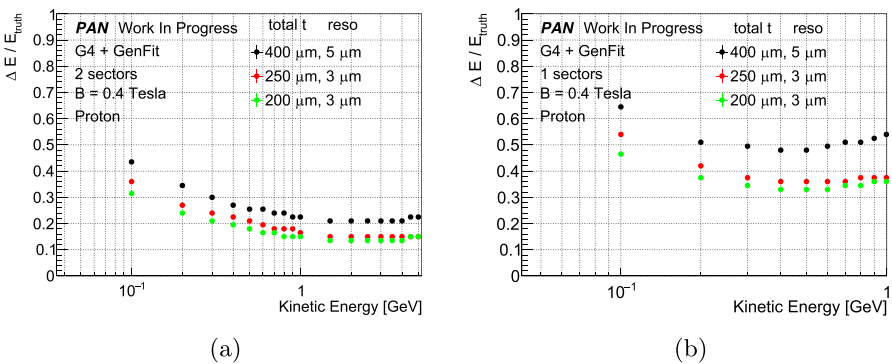 Δ E / E_truth
1
0.9
0.8
0.7
0.6
0.5
0.4
0.3
0.2
0.1
0
PAN Work In Progress
G4 + GenFit
2 sectors
B = 0.4 Tesla
Proton
total t reso
400 μm, 5 μm
250 μm, 3 μm
200 μm, 3 μm
10⁻¹ 1
Kinetic Energy [GeV]
(a)
Δ E / E_truth
1
0.9
0.8
0.7
0.6
0.5
0.4
0.3
0.2
0.1
0
PAN Work In Progress
G4 + GenFit
1 sectors
B = 0.4 Tesla
Proton
total t reso
400 μm, 5 μm
250 μm, 3 μm
200 μm, 3 μm
10⁻¹ 1
Kinetic Energy [GeV]
(b)